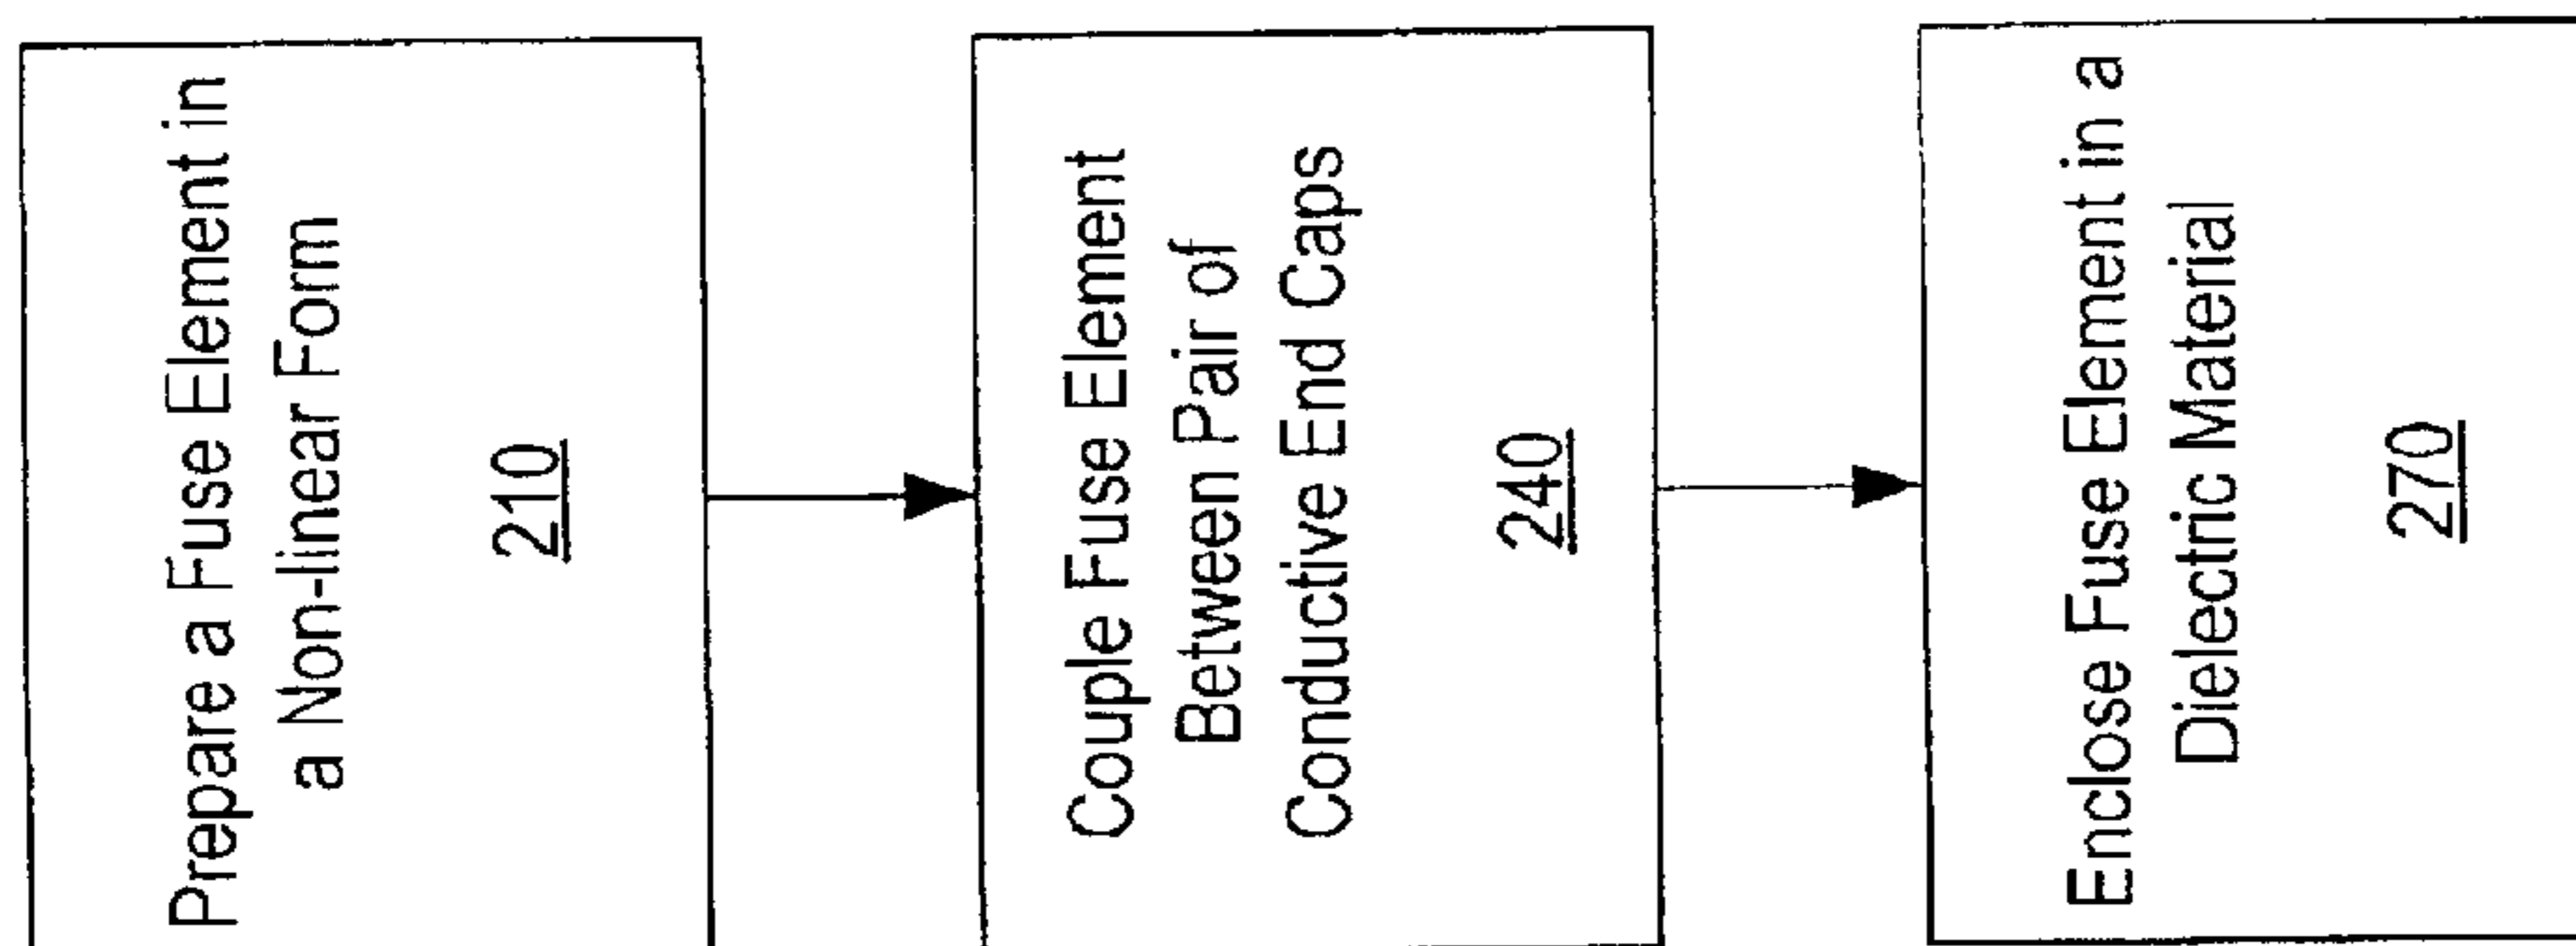 Prepare a Fuse Element in
a Non-linear Form
210
Couple Fuse Element
Between Pair of
Conductive End Caps
240
Enclose Fuse Element in a
Dielectric Material
270